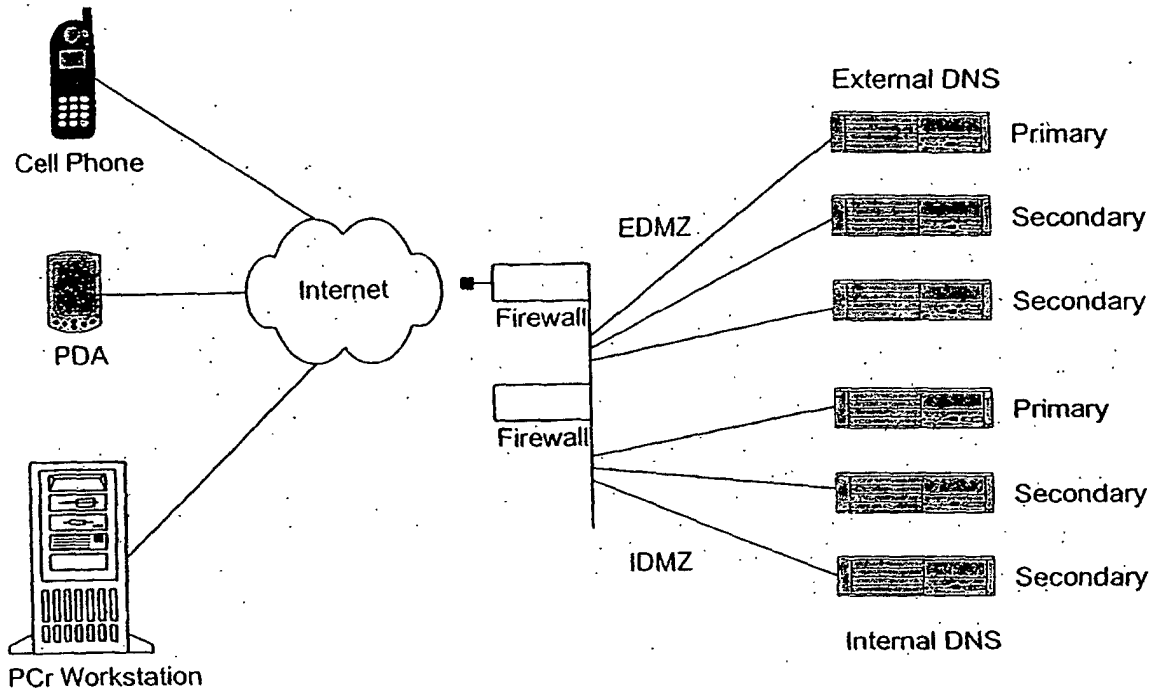 Cell Phone
PDA
PCr Workstation
Internet
Firewall
Firewall
EDMZ
IDMZ
External DNS
Primary
Secondary
Secondary
Primary
Secondary
Secondary
Internal DNS